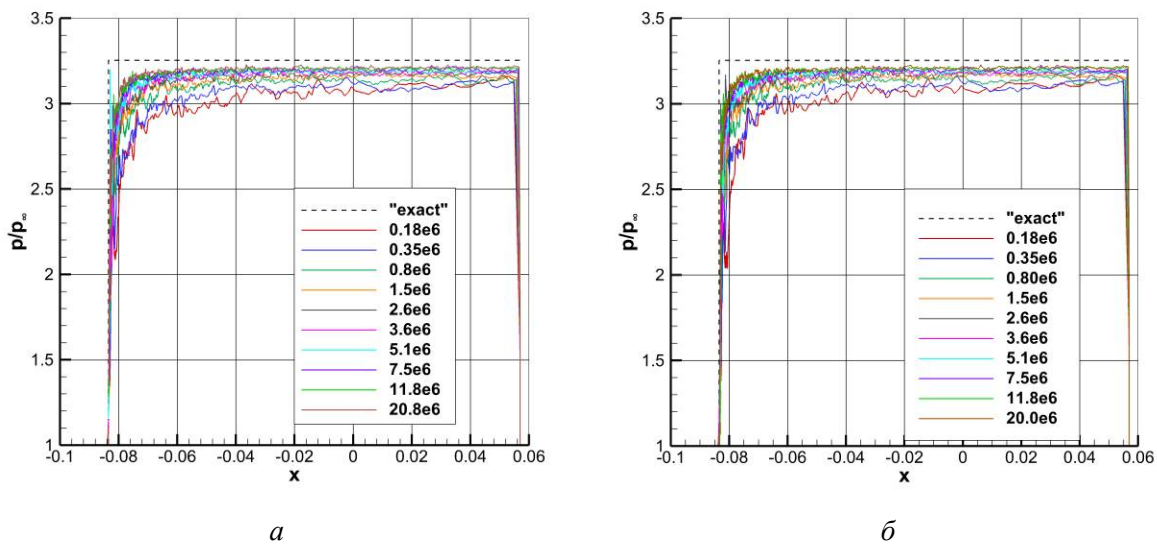 3.5
3
2.5
2
1.5
1
p/p∞
-0.1 -0.08 -0.06 -0.04 -0.02 0 0.02 0.04 0.06
x
"exact"
0.18e6
0.35e6
0.8e6
1.5e6
2.6e6
3.6e6
5.1e6
7.5e6
11.8e6
20.8e6
а
3.5
3
2.5
2
1.5
1
p/p∞
-0.1 -0.08 -0.06 -0.04 -0.02 0 0.02 0.04 0.06
x
"exact"
0.18e6
0.35e6
0.80e6
1.5e6
2.6e6
3.6e6
5.1e6
7.5e6
11.8e6
20.0e6
б